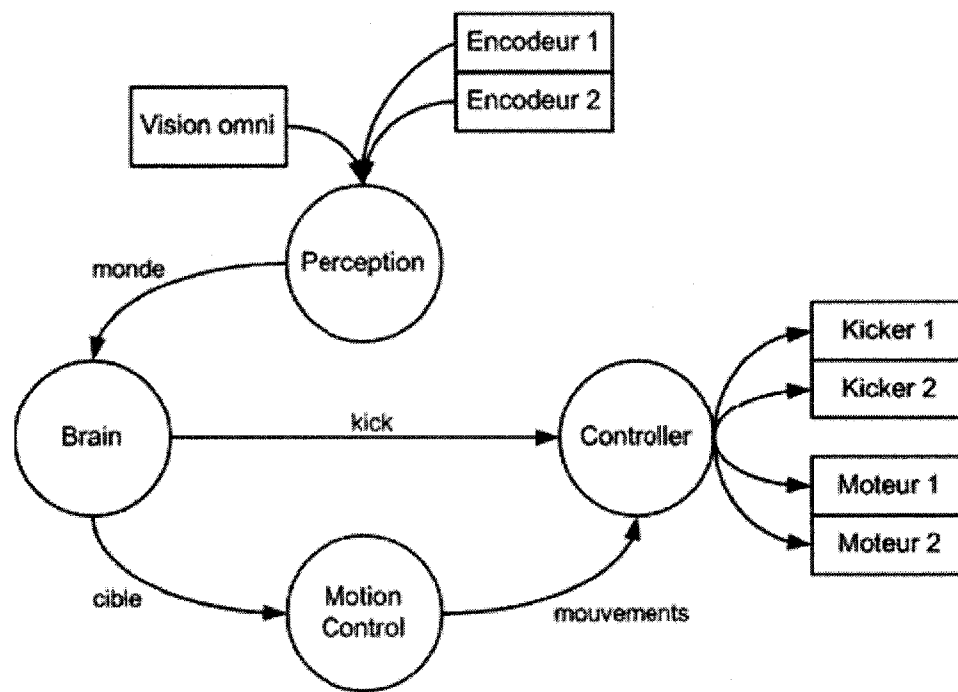 Encodeur 1
Encodeur 2
Vision omni
Perception
monde
Kicker 1
Kicker 2
Brain
kick
Controller
Moteur 1
Moteur 2
cible
Motion
Control
mouvements